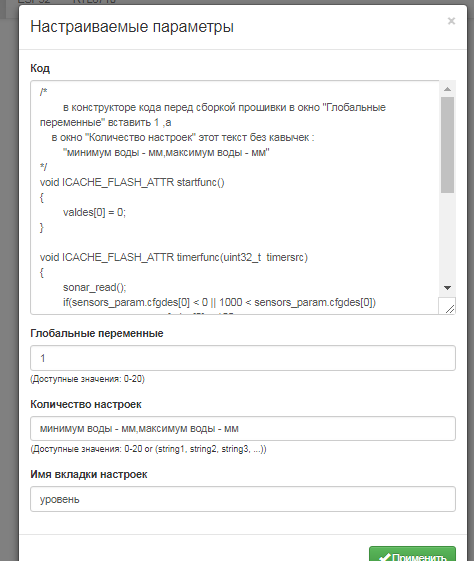 Настраиваемые параметры
×
Код
/*
в конструкторе кода перед сборкой прошивки в окно "Глобальные
переменные" вставить 1 ,а
в окно "Количество настроек" этот текст без кавычек :
"минимум воды - мм,максимум воды - мм"
*/
void ICACHE_FLASH_ATTR startfunc()
{
valdes[0] = 0;
}
void ICACHE_FLASH_ATTR timerfunc(uint32_t timersrc)
{
sonar_read();
if(sensors_param.cfgdes[0] < 0 || 1000 < sensors_param.cfgdes[0])
Глобальные переменные
1
(Доступные значения: 0-20)
Количество настроек
минимум воды - мм,максимум воды - мм
(Доступные значения: 0-20 or (string1, string2, string3, ...))
Имя вкладки настроек
уровень
Применить